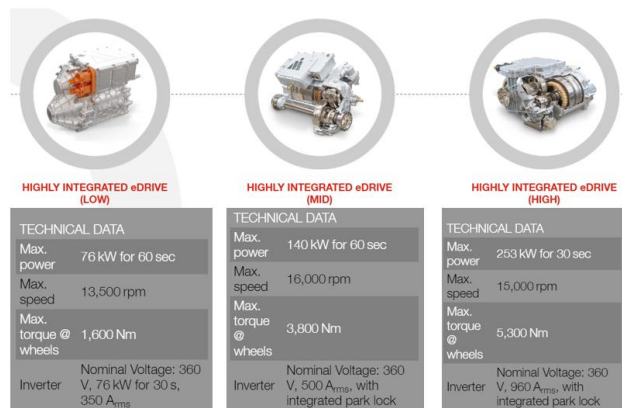 HIGHLY INTEGRATED eDRIVE
(LOW)
TECHNICAL DATA
Max.
power
76 kW for 60 sec
Max.
speed
13,500 rpm
Max.
torque @
wheels
1,600 Nm
Inverter
Nominal Voltage: 360
V, 76 kW for 30 s,
350 Arms
HIGHLY INTEGRATED eDRIVE
(MID)
TECHNICAL DATA
Max.
power
140 kW for 60 sec
Max.
speed
16,000 rpm
Max.
torque
@
wheels
3,800 Nm
Inverter
Nominal Voltage: 360
V, 500 Arms, with
integrated park lock
HIGHLY INTEGRATED eDRIVE
(HIGH)
TECHNICAL DATA
Max.
power
253 kW for 30 sec
Max.
speed
15,000 rpm
Max.
torque
@
wheels
5,300 Nm
Inverter
Nominal Voltage: 360
V, 960 Arms, with
integrated park lock